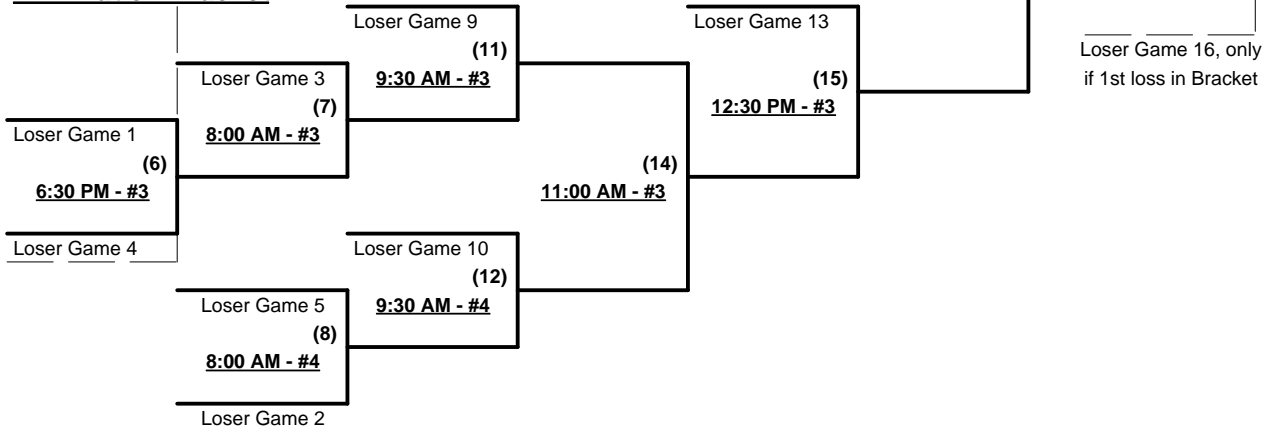 Loser Game 9
Loser Game 13
(11)
9:30 AM - #3
Loser Game 16, only
if 1st loss in Bracket
Loser Game 3
(7)
8:00 AM - #3
(15)
12:30 PM - #3
Loser Game 1
(6)
6:30 PM - #3
(14)
11:00 AM - #3
Loser Game 4
Loser Game 10
(12)
9:30 AM - #4
Loser Game 5
(8)
8:00 AM - #4
Loser Game 2